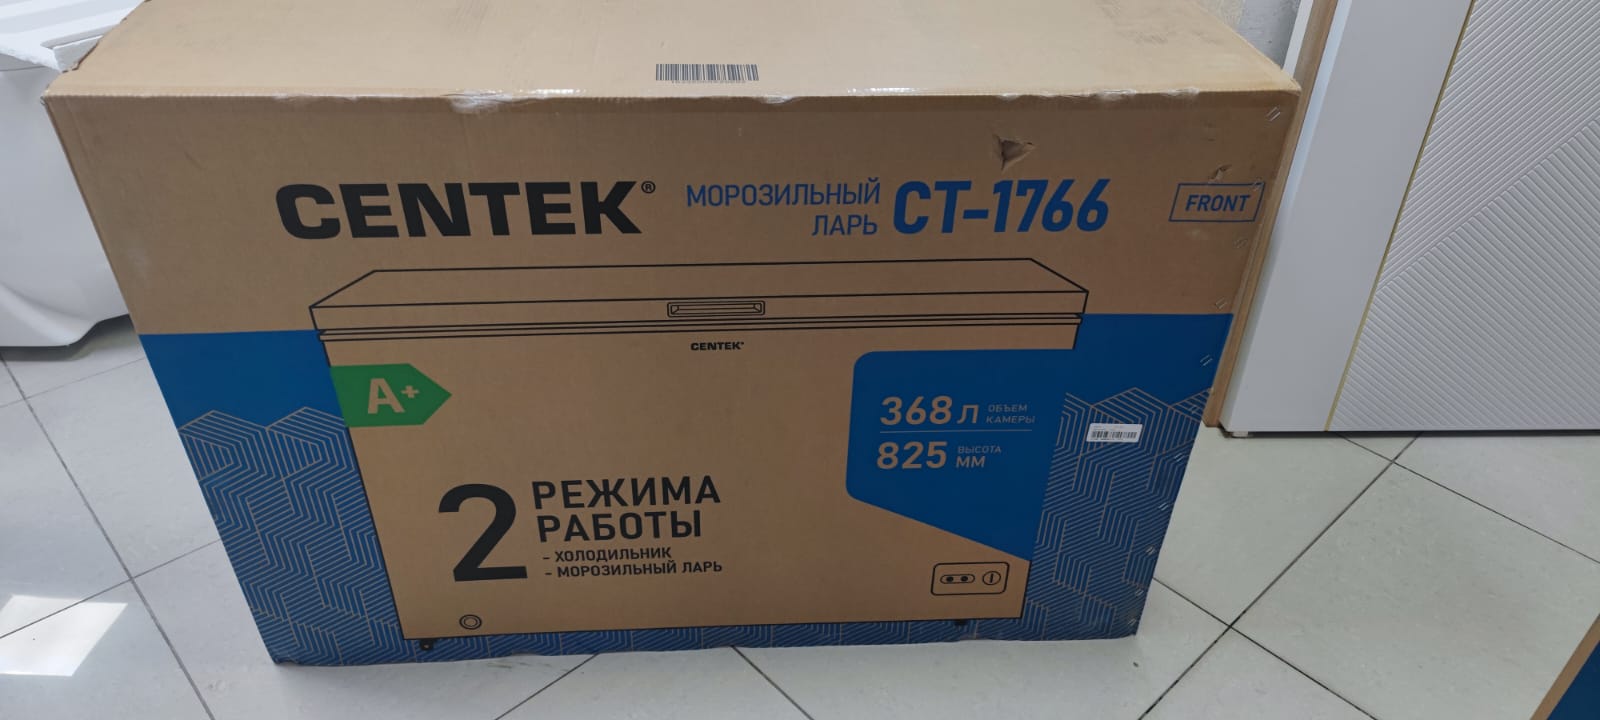 CENTEK®
МОРОЗИЛЬНЫЙ
ЛАРЬ
CT-1766
FRONT
CENTEK®
A+
368 л ОБЪЕМ КАМЕРЫ
825 ВЫСОТА ММ
2 РЕЖИМА
РАБОТЫ
- ХОЛОДИЛЬНИК
- МОРОЗИЛЬНЫЙ ЛАРЬ